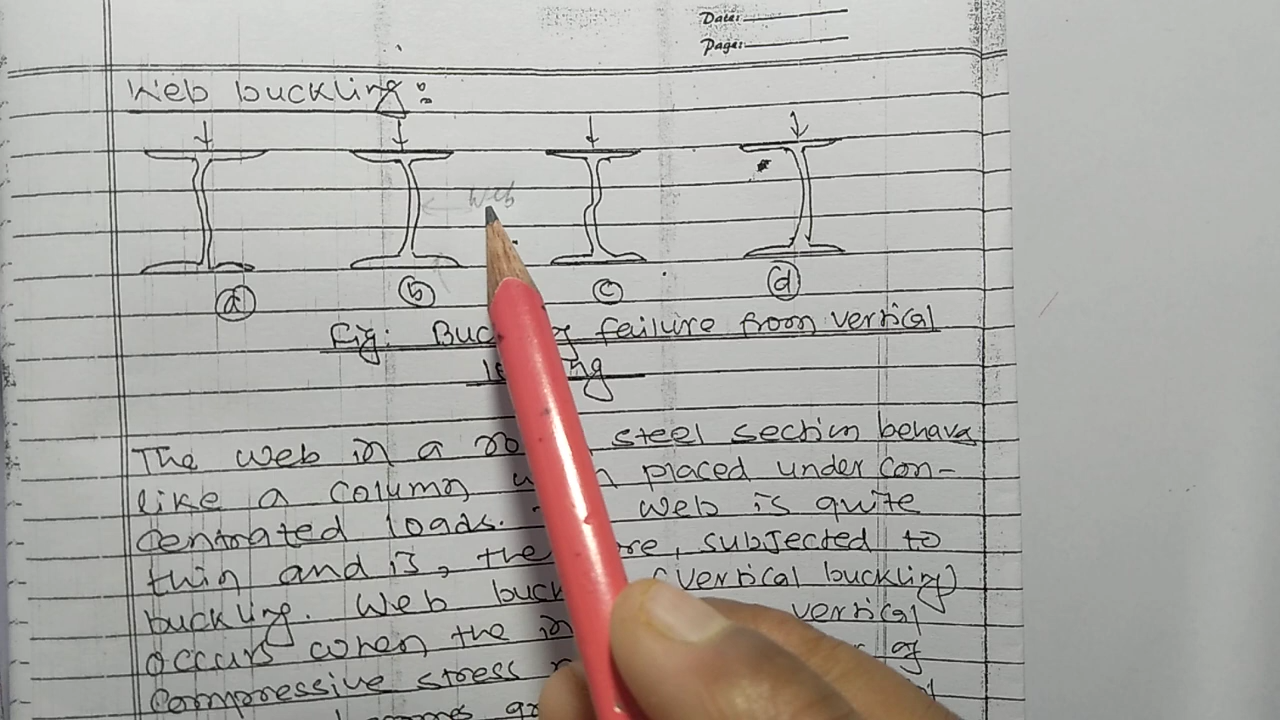 Date:
Page:
Web buckling:
Web
a b c d
Fig: Buc failure from vertical
The web in a steel section behave
like a column placed under con-
centrated loads. web is quite
thin and is, the re, subjected to
buckling. Web buck (vertical buckling)
occurs when the in vertical
Compressive stress of